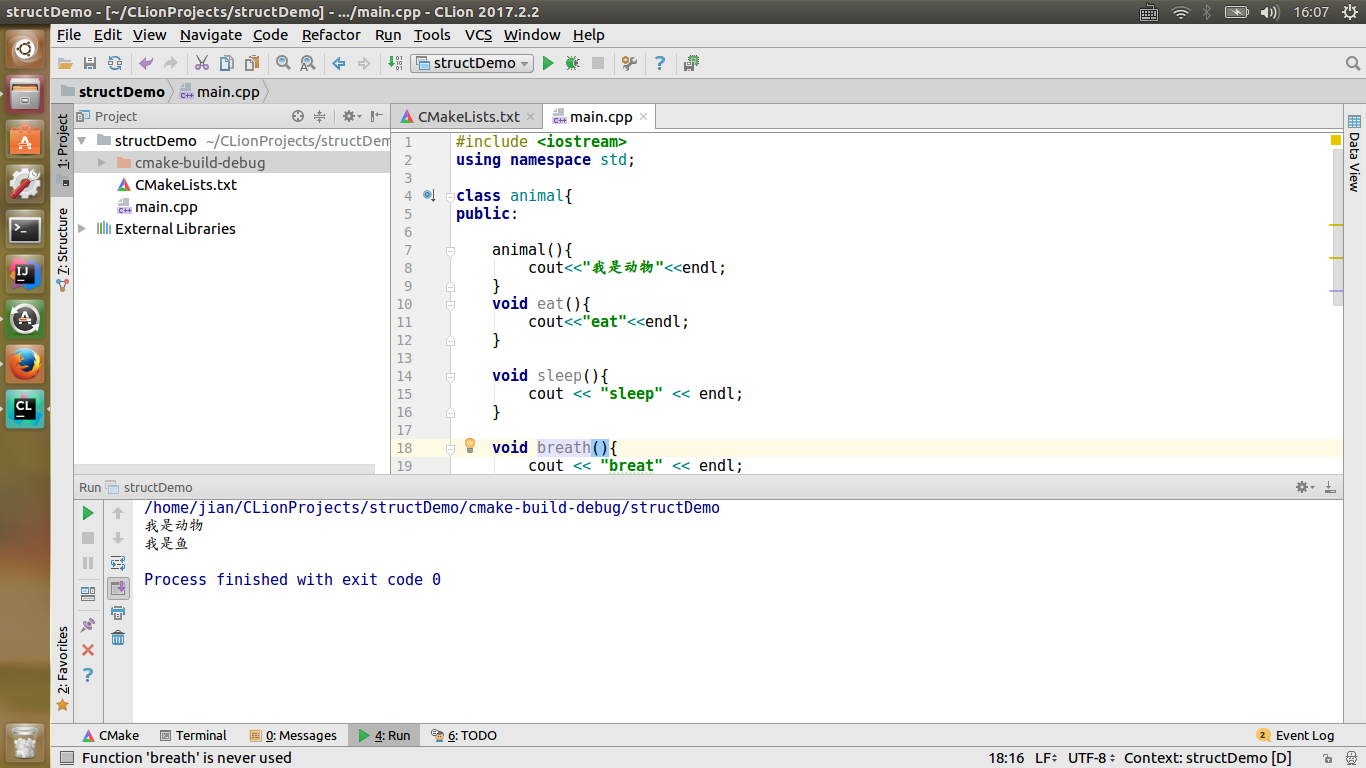 structDemo - [~/CLionProjects/structDemo] - .../main.cpp - CLion 2017.2.2
16:07
File Edit View Navigate Code Refactor Run Tools VCS Window Help
structDemo
structDemo main.cpp
Project
CMakeLists.txt
main.cpp
1: Project
7: Structure
2: Favorites
Data View
structDemo ~/CLionProjects/structDem
cmake-build-debug
CMakeLists.txt
main.cpp
External Libraries
1 #include <iostream>
2 using namespace std;
3
4 class animal{
5 public:
6
7 animal(){
8 cout<<"我是动物"<<endl;
9 }
10 void eat(){
11 cout<<"eat"<<endl;
12 }
13
14 void sleep(){
15 cout << "sleep" << endl;
16 }
17
18 void breath(){
19 cout << "breat" << endl;
Run structDemo
/home/jian/CLionProjects/structDemo/cmake-build-debug/structDemo
我是动物
我是鱼
Process finished with exit code 0
CMake Terminal 0: Messages 4: Run 6: TODO 2 Event Log
Function 'breath' is never used 18:16 LF UTF-8 Context: structDemo [D]